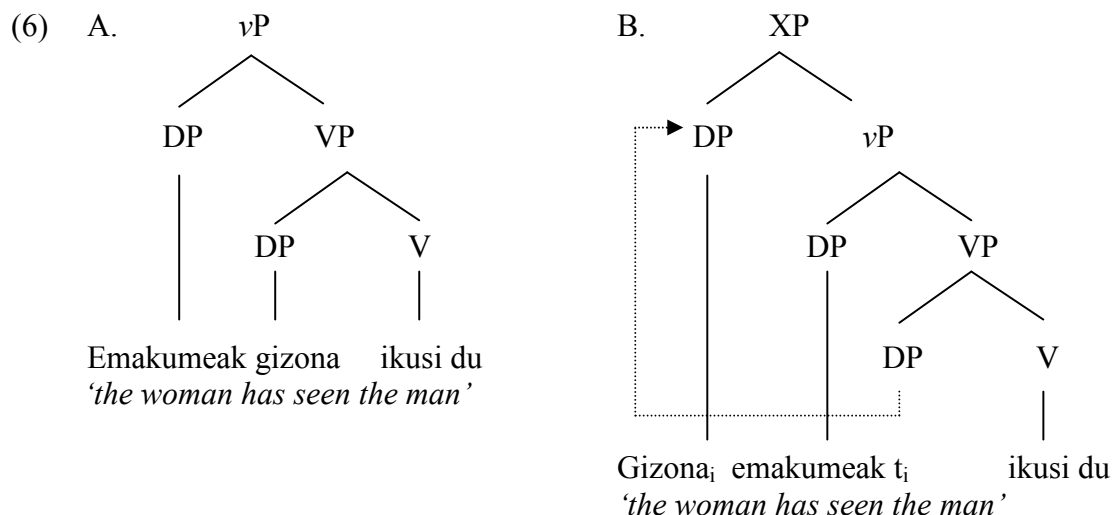 (6) A. vP B. XP
DP VP DP vP
DP V DP VP
Emakumeak gizona ikusi du DP V
‘the woman has seen the man’
Gizonaᵢ emakumeak tᵢ ikusi du
‘the woman has seen the man’